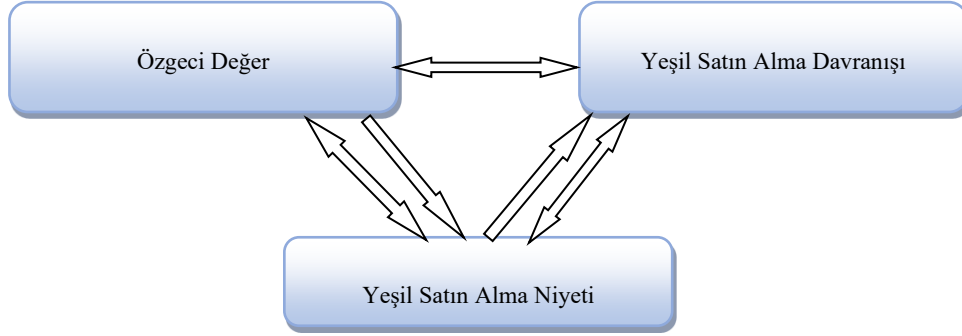 Özgeci Değer
Yeşil Satın Alma Davranışı
Yeşil Satın Alma Niyeti